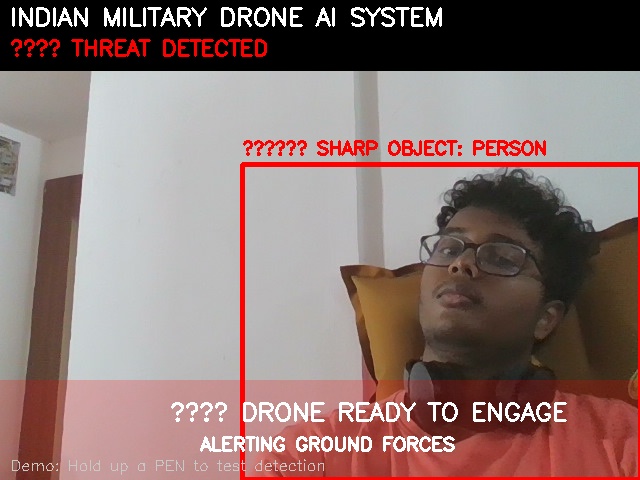 INDIAN MILITARY DRONE AI SYSTEM
???? THREAT DETECTED
?????? SHARP OBJECT: PERSON
???? DRONE READY TO ENGAGE
ALERTING GROUND FORCES
Demo: Hold up a PEN to test detection